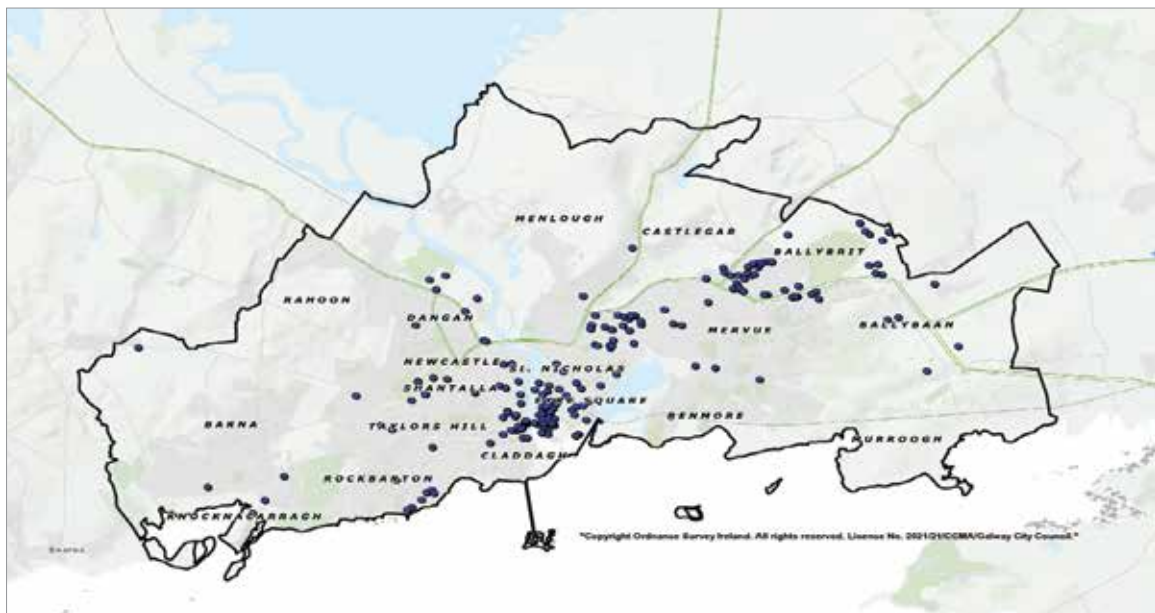 MENLOUGH
CASTLEGAR
BALLYBRIT
RAHOON
DANGAN
MERVUE
BALLYBAAN
NEWCASTLE
ST. NICHOLAS
SHANTALLA
SQUARE
BARNA
TAYLORS HILL
RENMORE
MURROOGH
CLADDAGH
ROCKBARTON
KNOCKNACARRAGH
"Copyright Ordnance Survey Ireland. All rights reserved. License No. 2021/21/CCMA/Galway City Council."